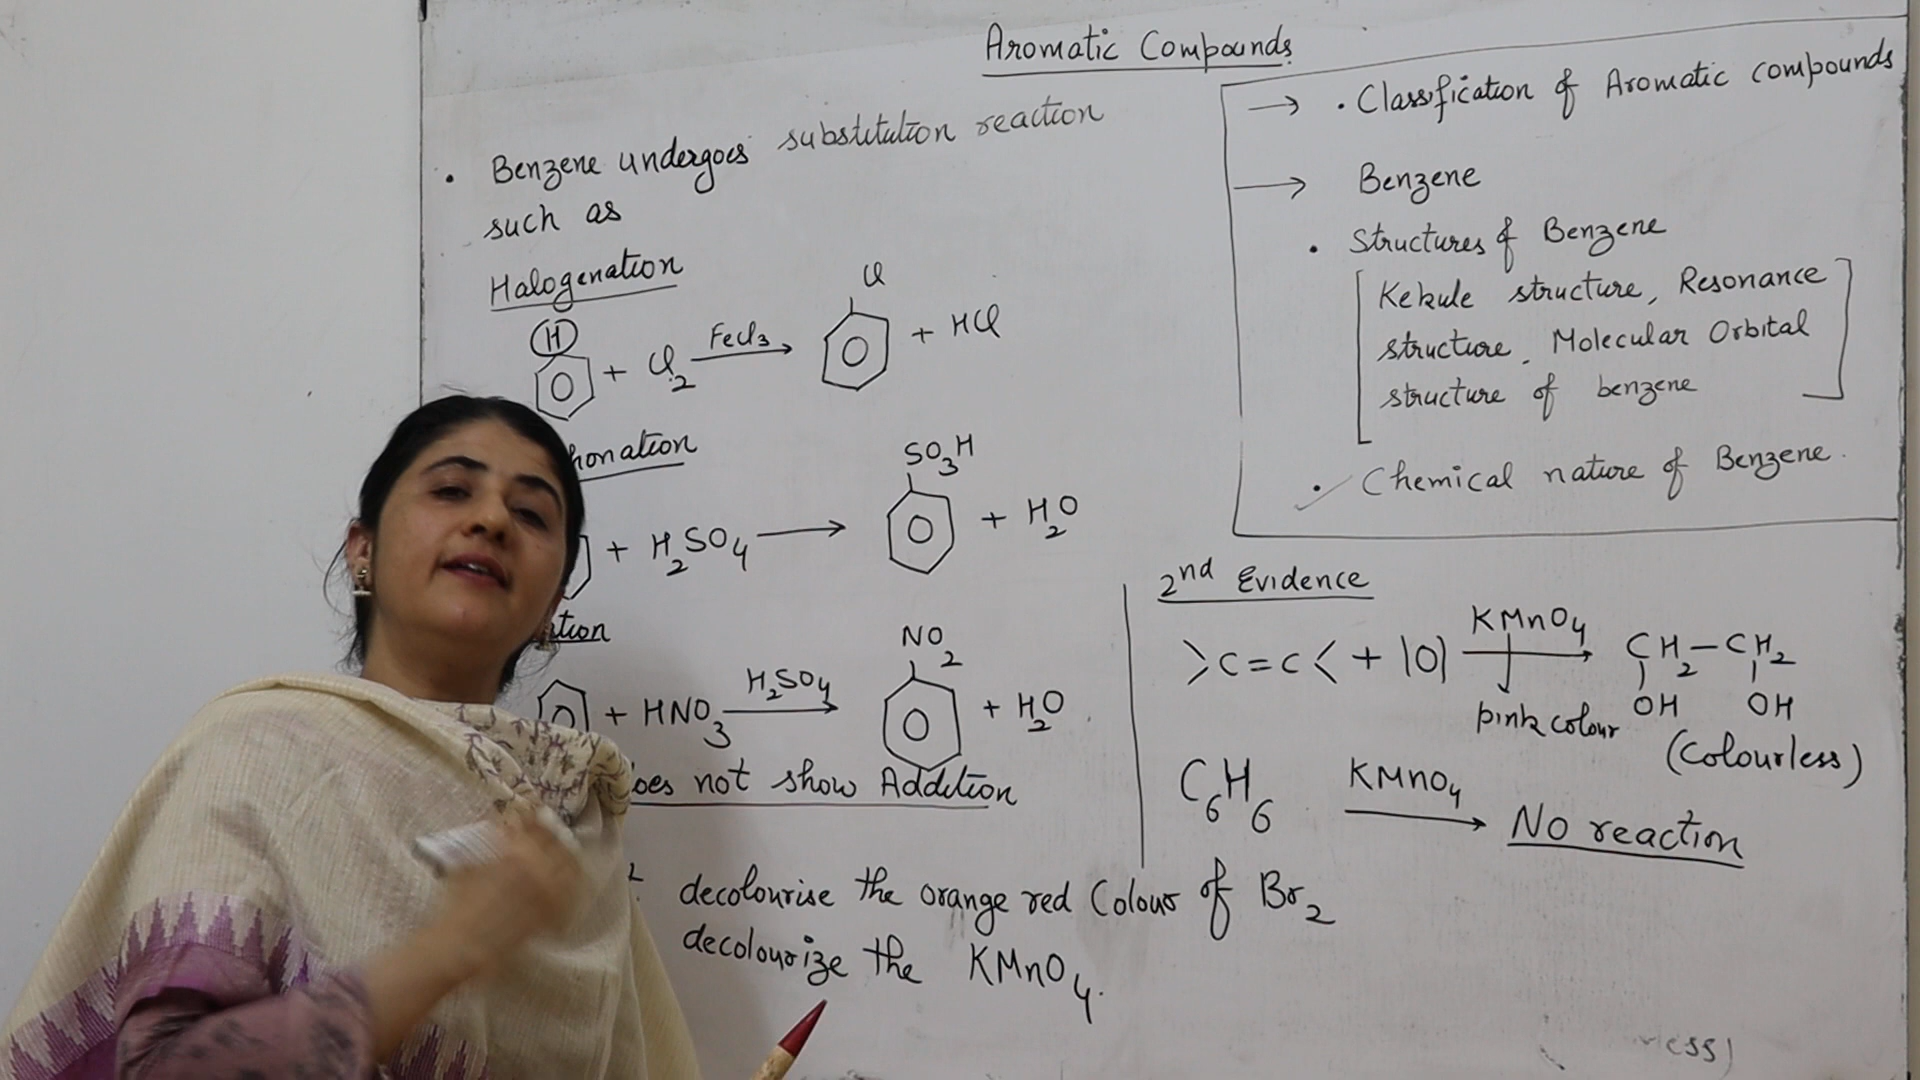 Aromatic Compounds
• Benzene undergoes substitution reaction
such as
Halogenation
H
+ Cl2 FeCl3 → Cl + HCl
honation
+ H2SO4 → SO3H + H2O
tion
+ HNO3 H2SO4 → NO2 + H2O
oes not show Addition
decolourise the orange red Colour of Br2
decolourize the KMnO4.
→ • Classification of Aromatic compounds
→ Benzene
• Structures of Benzene
[Kekule structure, Resonance
structure, Molecular Orbital
structure of benzene]
• Chemical nature of Benzene.
2nd Evidence
>C=C< + |O| KMnO4 → CH2-CH2
OH OH
pink colour
(Colourless)
C6H6 KMnO4 → No reaction
ess)